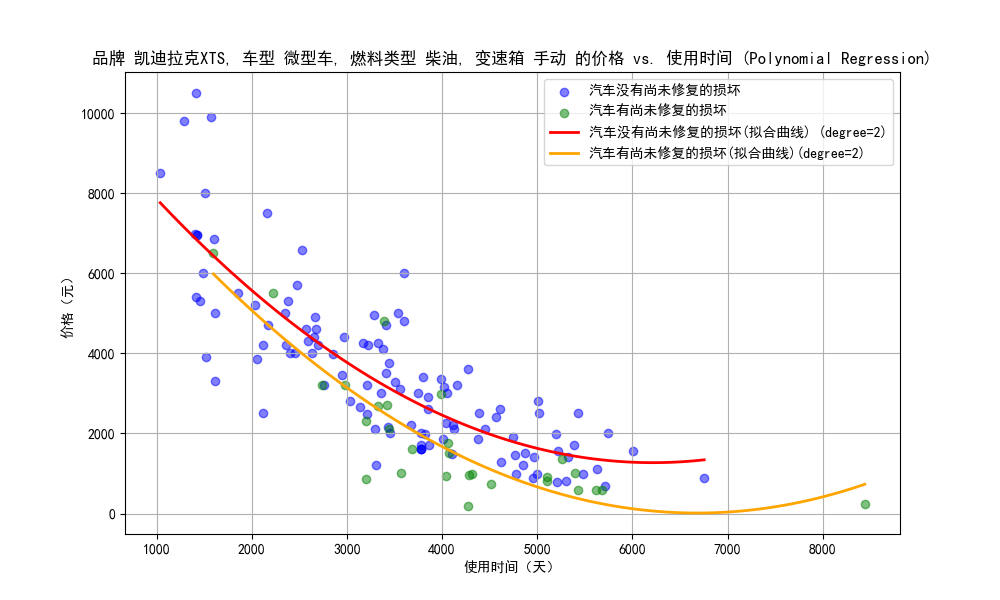 品牌 凯迪拉克XTS, 车型 微型车, 燃料类型 柴油, 变速箱 手动 的价格 vs. 使用时间 (Polynomial Regression)
汽车没有尚未修复的损坏
汽车有尚未修复的损坏
汽车没有尚未修复的损坏(拟合曲线) (degree=2)
汽车有尚未修复的损坏(拟合曲线)(degree=2)
价格（元）
10000
8000
6000
4000
2000
0
1000 2000 3000 4000 5000 6000 7000 8000
使用时间（天）